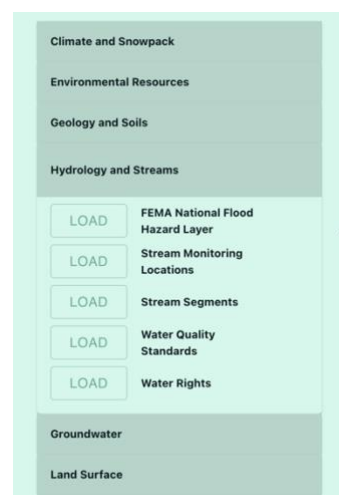 Climate and Snowpack
Environmental Resources
Geology and Soils
Hydrology and Streams
LOAD
FEMA National Flood
Hazard Layer
LOAD
Stream Monitoring
Locations
LOAD
Stream Segments
LOAD
Water Quality
Standards
LOAD
Water Rights
Groundwater
Land Surface